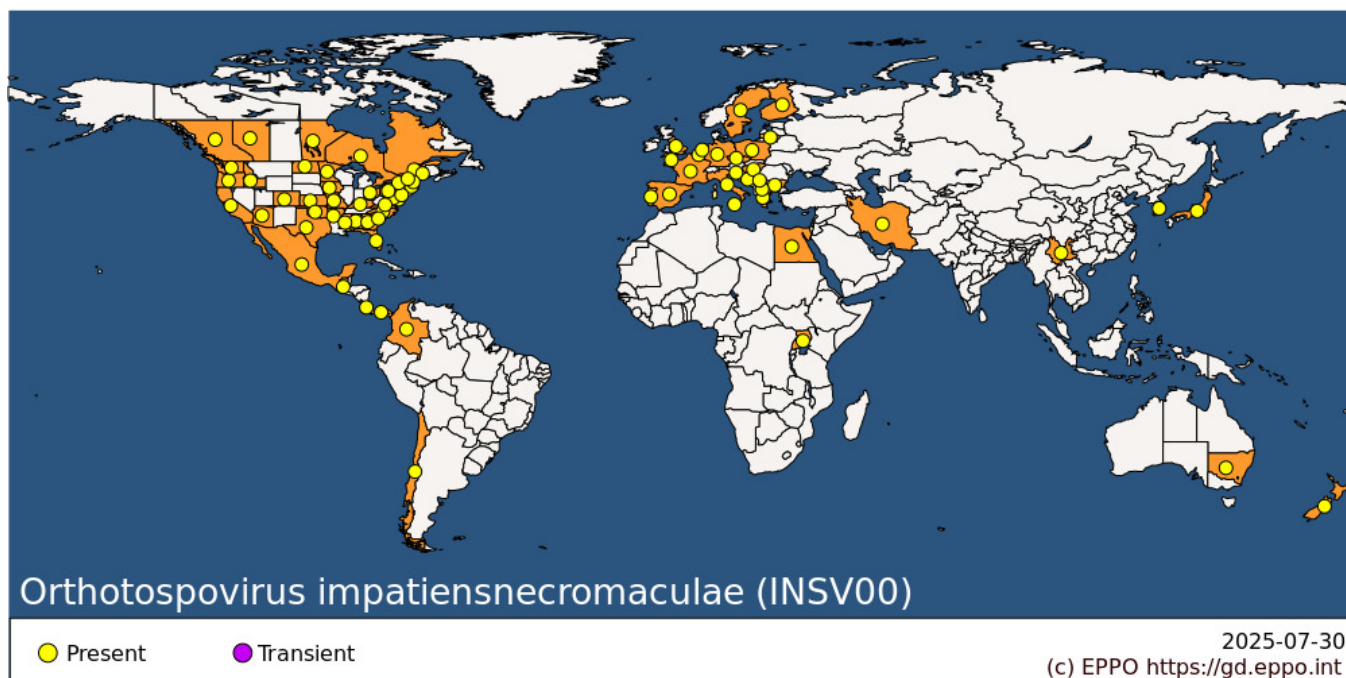 Orthotospovirus impatiensnecromaculae (INSV00)
Present
Transient
2025-07-30
(c) EPPO https://gd.eppo.int